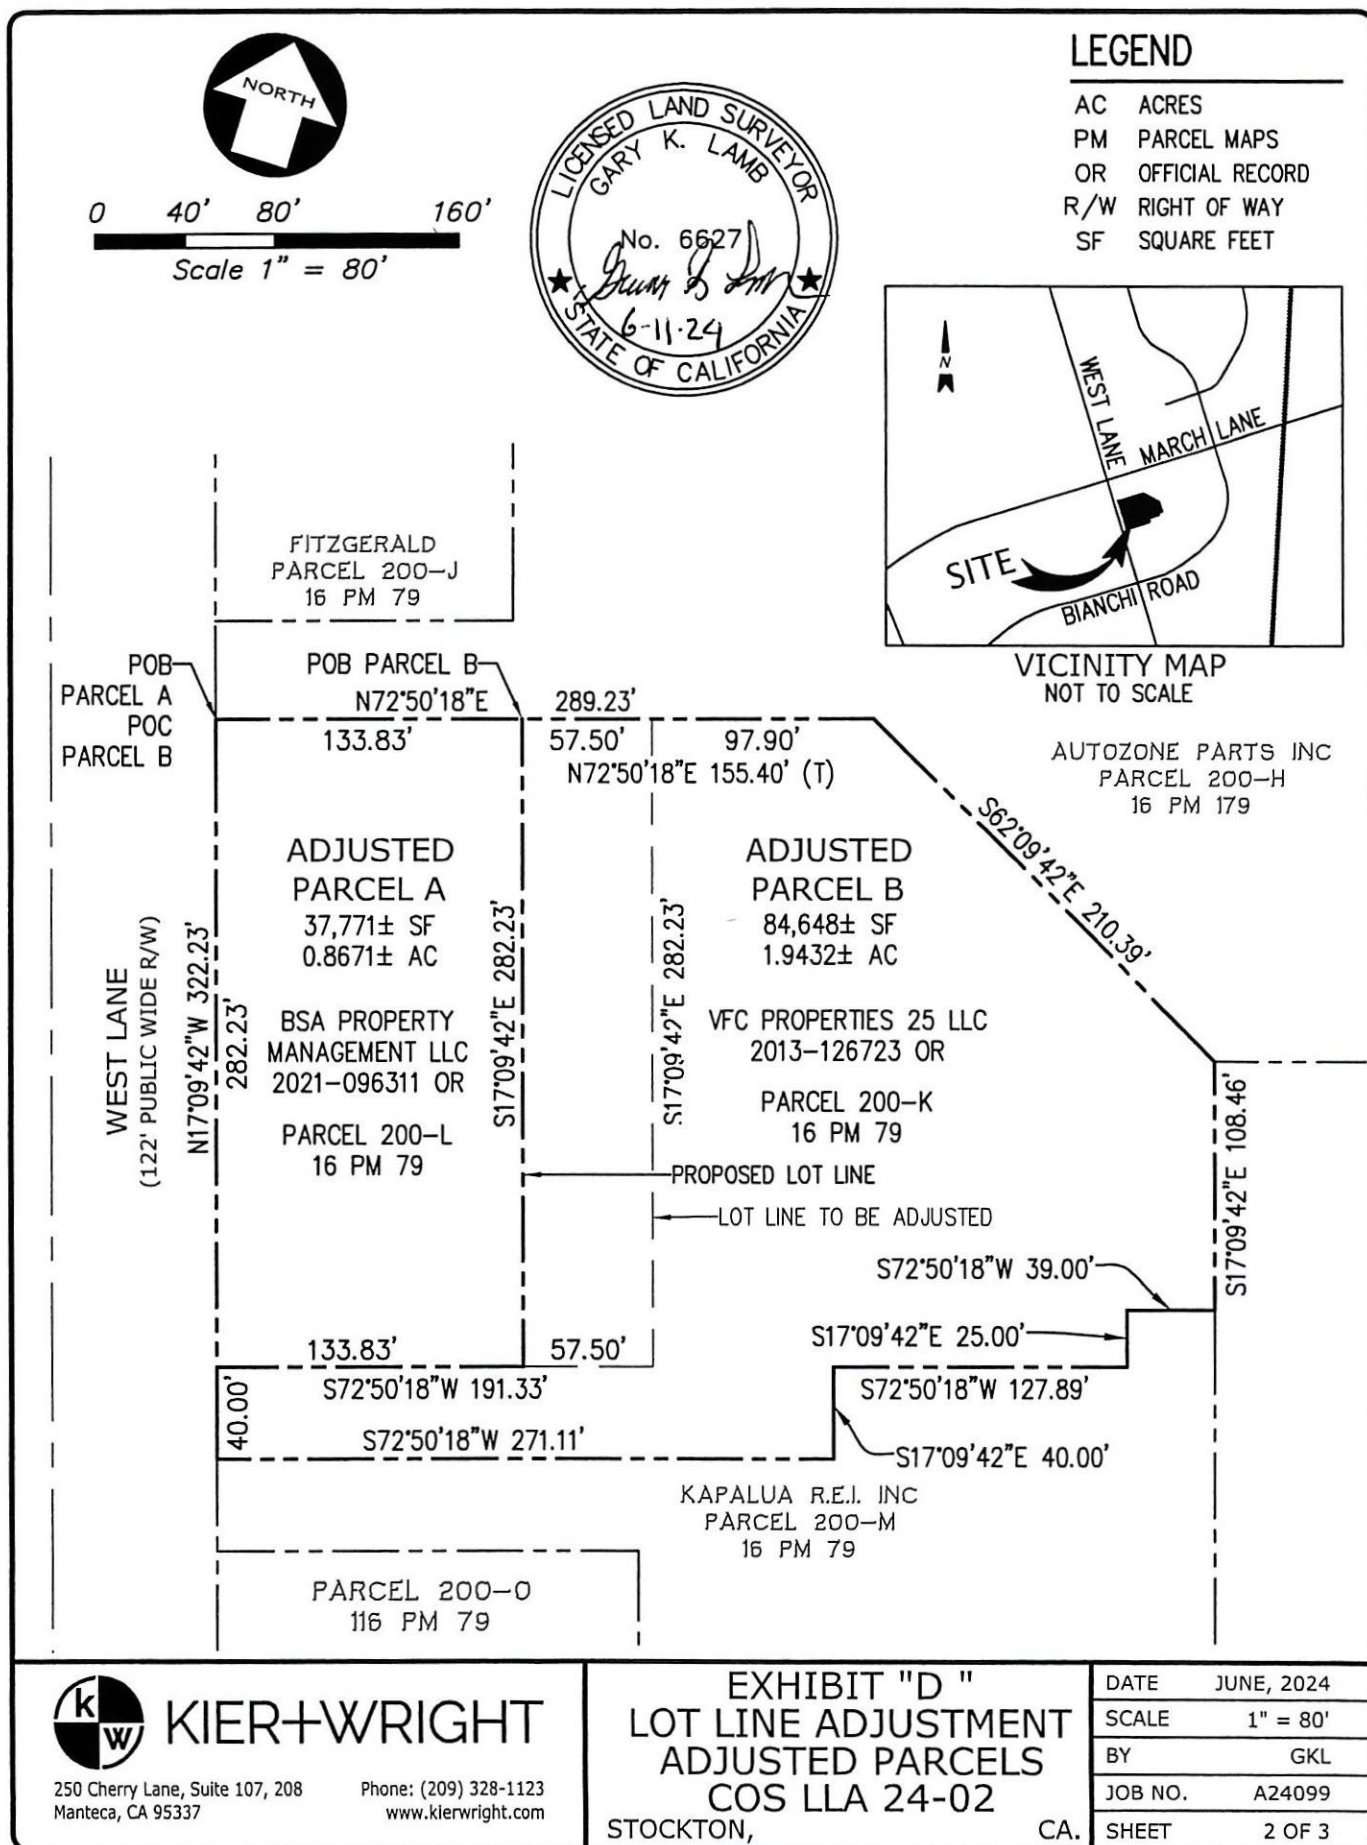 NORTH
0 40' 80' 160'
Scale 1" = 80'
LICENSED LAND SURVEYOR
GARY K. LAMB
No. 6627
6-11-24
STATE OF CALIFORNIA
LEGEND
AC ACRES
PM PARCEL MAPS
OR OFFICIAL RECORD
R/W RIGHT OF WAY
SF SQUARE FEET
N
WEST LANE
MARCH LANE
SITE
BIANCHI ROAD
VICINITY MAP
NOT TO SCALE
FITZGERALD
PARCEL 200-J
16 PM 79
POB
PARCEL A
POC
PARCEL B
POB PARCEL B
N72°50'18"E 289.23'
133.83' 57.50' 97.90'
N72°50'18"E 155.40' (T)
AUTOZONE PARTS INC
PARCEL 200-H
16 PM 179
S62°09'42"E 210.39'
ADJUSTED
PARCEL A
37,771± SF
0.8671± AC
BSA PROPERTY
MANAGEMENT LLC
2021-096311 OR
PARCEL 200-L
16 PM 79
WEST LANE
(122' PUBLIC WIDE R/W)
N17°09'42"W 322.23'
282.23'
S17°09'42"E 282.23'
S17°09'42"E 282.23'
ADJUSTED
PARCEL B
84,648± SF
1.9432± AC
VFC PROPERTIES 25 LLC
2013-126723 OR
PARCEL 200-K
16 PM 79
PROPOSED LOT LINE
LOT LINE TO BE ADJUSTED
S17°09'42"E 108.46'
S72°50'18"W 39.00'
S17°09'42"E 25.00'
133.83' 57.50'
S72°50'18"W 191.33'
S72°50'18"W 127.89'
40.00'
S72°50'18"W 271.11'
S17°09'42"E 40.00'
KAPALUA R.E.I. INC
PARCEL 200-M
16 PM 79
PARCEL 200-O
116 PM 79
k
w
KIER+WRIGHT
250 Cherry Lane, Suite 107, 208 Phone: (209) 328-1123
Manteca, CA 95337 www.kierwright.com
EXHIBIT "D "
LOT LINE ADJUSTMENT
ADJUSTED PARCELS
COS LLA 24-02
STOCKTON, CA.
DATE JUNE, 2024
SCALE 1" = 80'
BY GKL
JOB NO. A24099
SHEET 2 OF 3